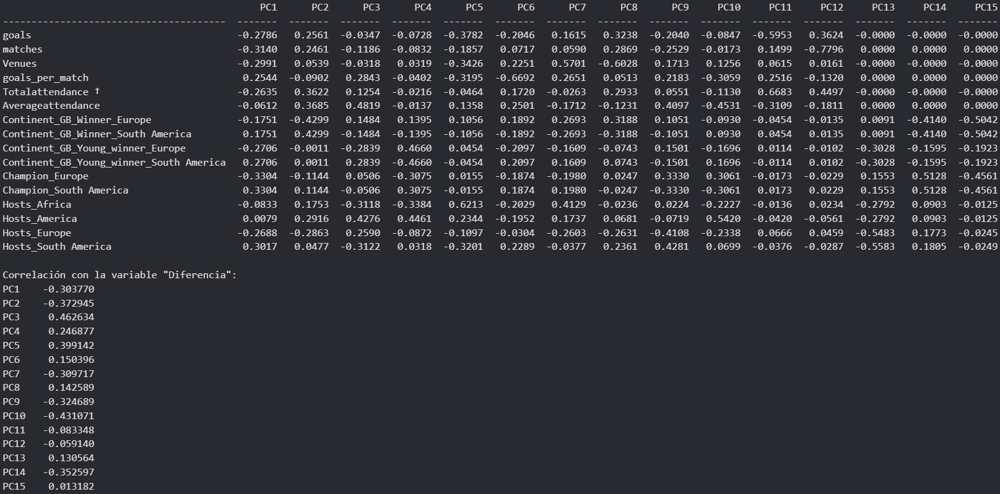 PC1 PC2 PC3 PC4 PC5 PC6 PC7 PC8 PC9 PC10 PC11 PC12 PC13 PC14 PC15
--------------------------------------- ------- ------- ------- ------- ------- ------- ------- ------- ------- ------- ------- ------- ------- ------- -------
goals -0.2786 0.2561 -0.0347 -0.0728 -0.3782 -0.2046 0.1615 0.3238 -0.2040 -0.0847 -0.5953 0.3624 -0.0000 -0.0000 -0.0000
matches -0.3140 0.2461 -0.1186 -0.0832 -0.1857 0.0717 0.0590 0.2869 -0.2529 -0.0173 0.1499 -0.7796 0.0000 0.0000 0.0000
Venues -0.2991 0.0539 -0.0318 0.0319 -0.3426 0.2251 0.5701 -0.6028 0.1713 0.1256 0.0615 0.0161 -0.0000 -0.0000 -0.0000
goals_per_match 0.2544 -0.0902 0.2843 -0.0402 -0.3195 -0.6692 0.2651 0.0513 0.2183 -0.3059 0.2516 -0.1320 0.0000 0.0000 0.0000
Totalattendance † -0.2635 0.3622 0.1254 -0.0216 -0.0464 0.1720 -0.0263 0.2933 0.0551 -0.1130 0.6683 0.4497 -0.0000 -0.0000 -0.0000
Averageattendance -0.0612 0.3685 0.4819 -0.0137 0.1358 0.2501 -0.1712 -0.1231 0.4097 -0.4531 -0.3109 -0.1811 0.0000 0.0000 0.0000
Continent_GB_Winner_Europe -0.1751 -0.4299 0.1484 0.1395 0.1056 0.1892 0.2693 0.3188 0.1051 -0.0930 -0.0454 -0.0135 0.0091 -0.4140 -0.5042
Continent_GB_Winner_South America 0.1751 0.4299 -0.1484 -0.1395 -0.1056 -0.1892 -0.2693 -0.3188 -0.1051 0.0930 0.0454 0.0135 0.0091 -0.4140 -0.5042
Continent_GB_Young_winner_Europe -0.2706 -0.0011 -0.2839 0.4660 0.0454 -0.2097 -0.1609 -0.0743 0.1501 -0.1696 0.0114 -0.0102 -0.3028 -0.1595 -0.1923
Continent_GB_Young_winner_South America 0.2706 0.0011 0.2839 -0.4660 -0.0454 0.2097 0.1609 0.0743 -0.1501 0.1696 -0.0114 0.0102 -0.3028 -0.1595 -0.1923
Champion_Europe -0.3304 -0.1144 0.0506 -0.3075 0.0155 -0.1874 -0.1980 0.0247 0.3330 0.3061 -0.0173 -0.0229 0.1553 0.5128 -0.4561
Champion_South America 0.3304 0.1144 -0.0506 0.3075 -0.0155 0.1874 0.1980 -0.0247 -0.3330 -0.3061 0.0173 0.0229 0.1553 0.5128 -0.4561
Hosts_Africa -0.0833 0.1753 -0.3118 -0.3384 0.6213 -0.2029 0.4129 -0.0236 0.0224 -0.2227 -0.0136 0.0234 -0.2792 0.0903 -0.0125
Hosts_America 0.0079 0.2916 0.4276 0.4461 0.2344 -0.1952 0.1737 0.0681 -0.0719 0.5420 -0.0420 -0.0561 -0.2792 0.0903 -0.0125
Hosts_Europe -0.2688 -0.2863 0.2590 -0.0872 -0.1097 -0.0304 -0.2603 -0.2631 -0.4108 -0.2338 0.0666 0.0459 -0.5483 0.1773 -0.0245
Hosts_South America 0.3017 0.0477 -0.3122 0.0318 -0.3201 0.2289 -0.0377 0.2361 0.4281 0.0699 -0.0376 -0.0287 -0.5583 0.1805 -0.0249
Correlación con la variable "Diferencia":
PC1 -0.303770
PC2 -0.372945
PC3 0.462634
PC4 0.246877
PC5 0.399142
PC6 0.150396
PC7 -0.309717
PC8 0.142589
PC9 -0.324689
PC10 -0.431071
PC11 -0.083348
PC12 -0.059140
PC13 0.130564
PC14 -0.352597
PC15 0.013182